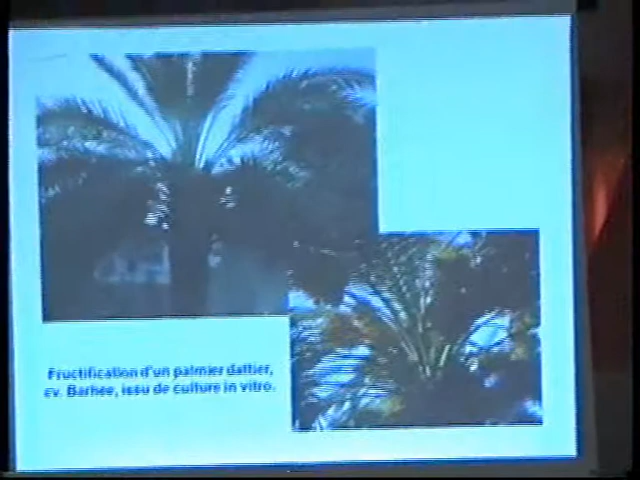 Fructification d'un palmier dattier,
cv. Barhee, issu de culture in vitro.